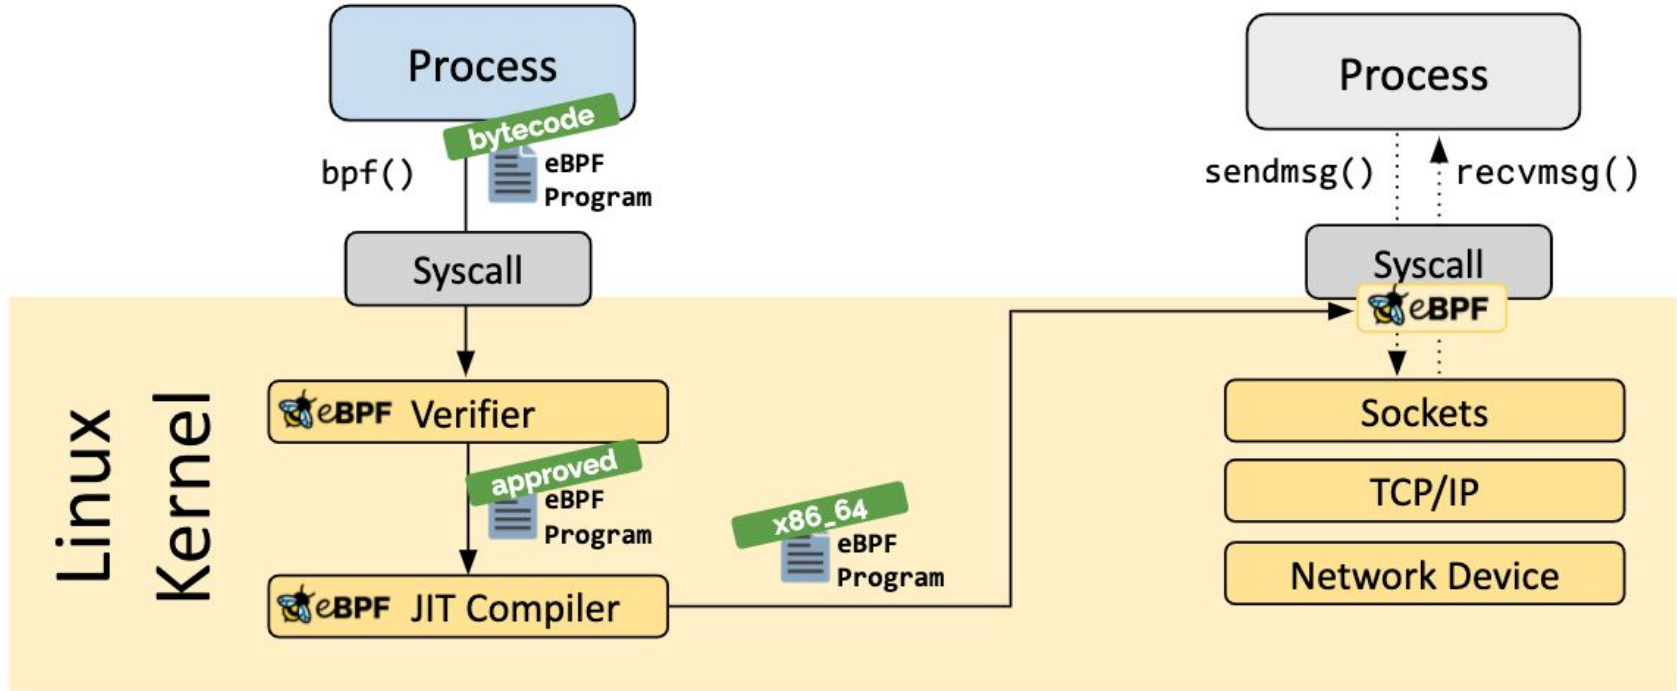 Process
bytecode
bpf()
eBPF
Program
Syscall
eBPF Verifier
approved
eBPF
Program
eBPF JIT Compiler
x86_64
eBPF
Program
Linux
Kernel
Process
sendmsg()
recvmsg()
Syscall
eBPF
Sockets
TCP/IP
Network Device